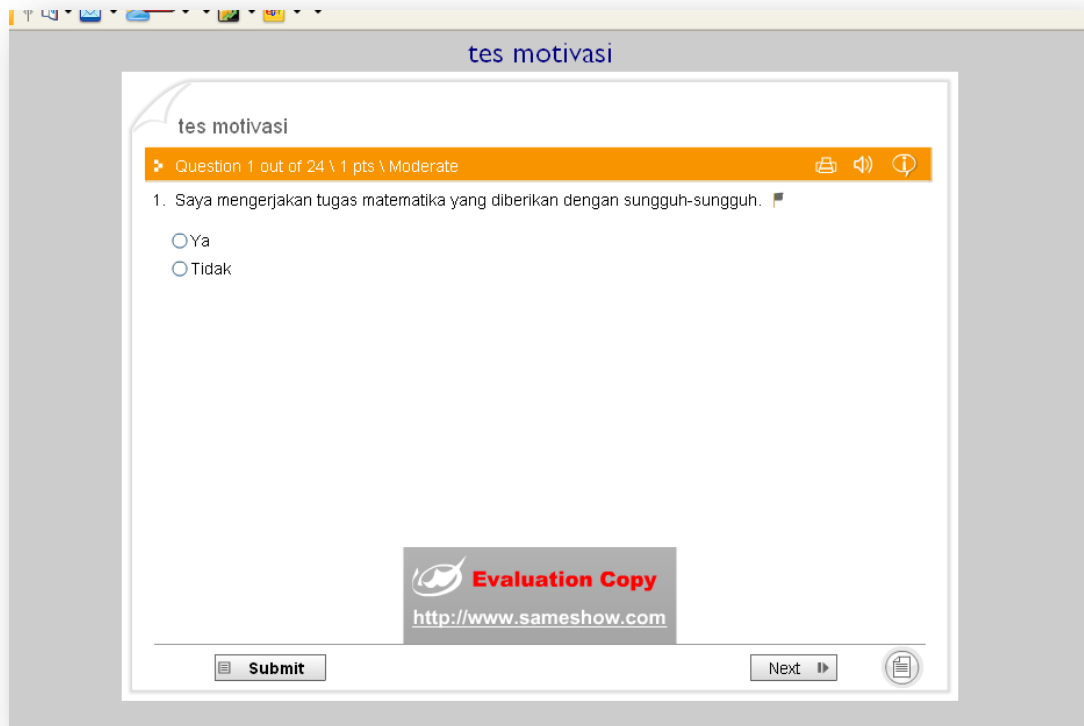 tes motivasi
tes motivasi
Question 1 out of 24 \ 1 pts \ Moderate
1. Saya mengerjakan tugas matematika yang diberikan dengan sungguh-sungguh.
Ya
Tidak
Evaluation Copy
http://www.sameshow.com
Submit
Next